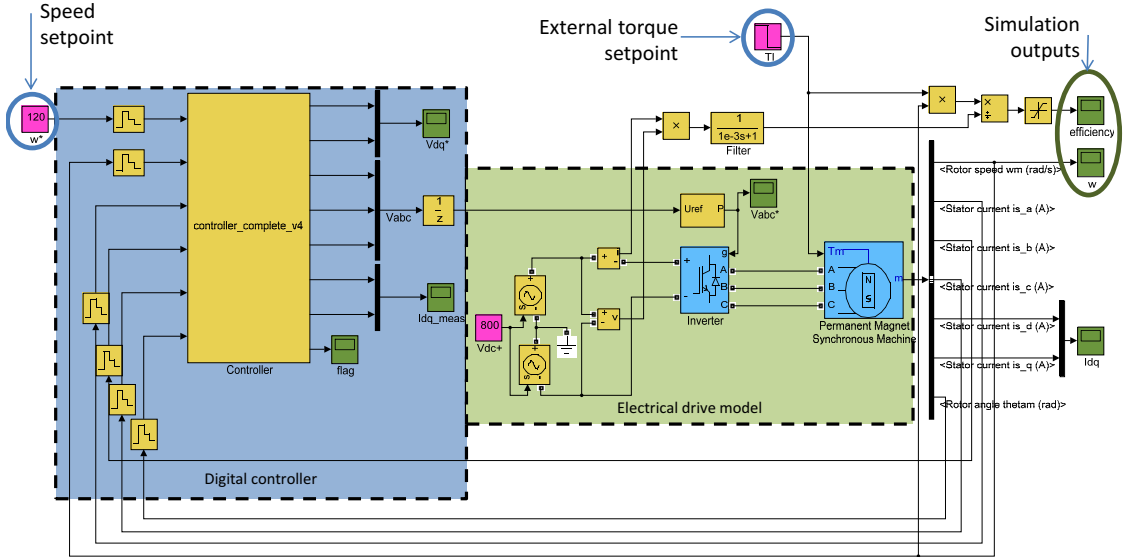 Speed
setpoint
External torque
setpoint
Simulation
outputs
120
w*
Tl
Vdq*
controller_complete_v4
Vabc
1
z
Idq_meas
Controller
flag
Digital controller
×
1
1e-3s+1
Filter
×
×
÷
efficiency
w
Uref
P
Vabc*
800
Vdc+
+
-
i
+
-
v
s
+
-
s
+
-
+
-
g
A
B
C
Inverter
Tm
A
B
C
N
S
m
Permanent Magnet
Synchronous Machine
Electrical drive model
<Rotor speed wm (rad/s)>
<Stator current is_a (A)>
<Stator current is_b (A)>
<Stator current is_c (A)>
<Stator current is_d (A)>
<Stator current is_q (A)>
<Rotor angle thetam (rad)>
Idq